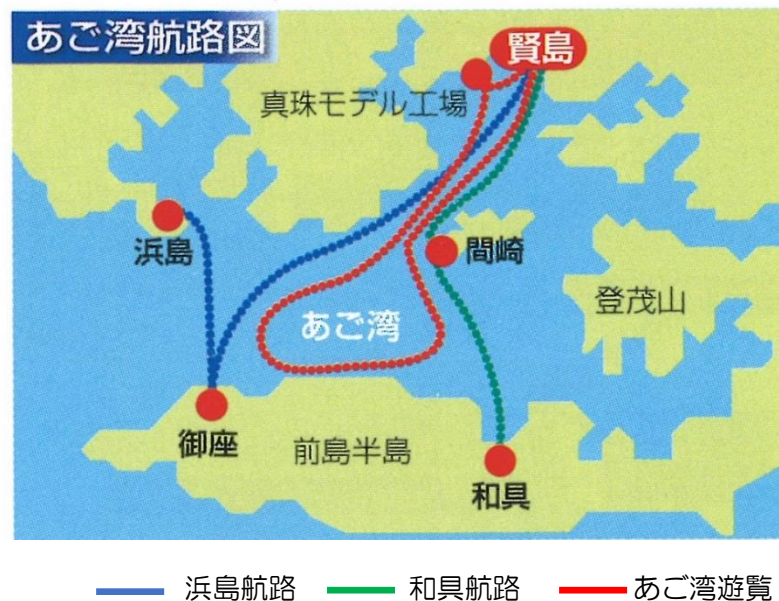 あご湾航路図
賢島
真珠モデル工場
浜島
間崎
登茂山
あご湾
御座
前島半島
和具
浜島航路 和具航路 あご湾遊覧